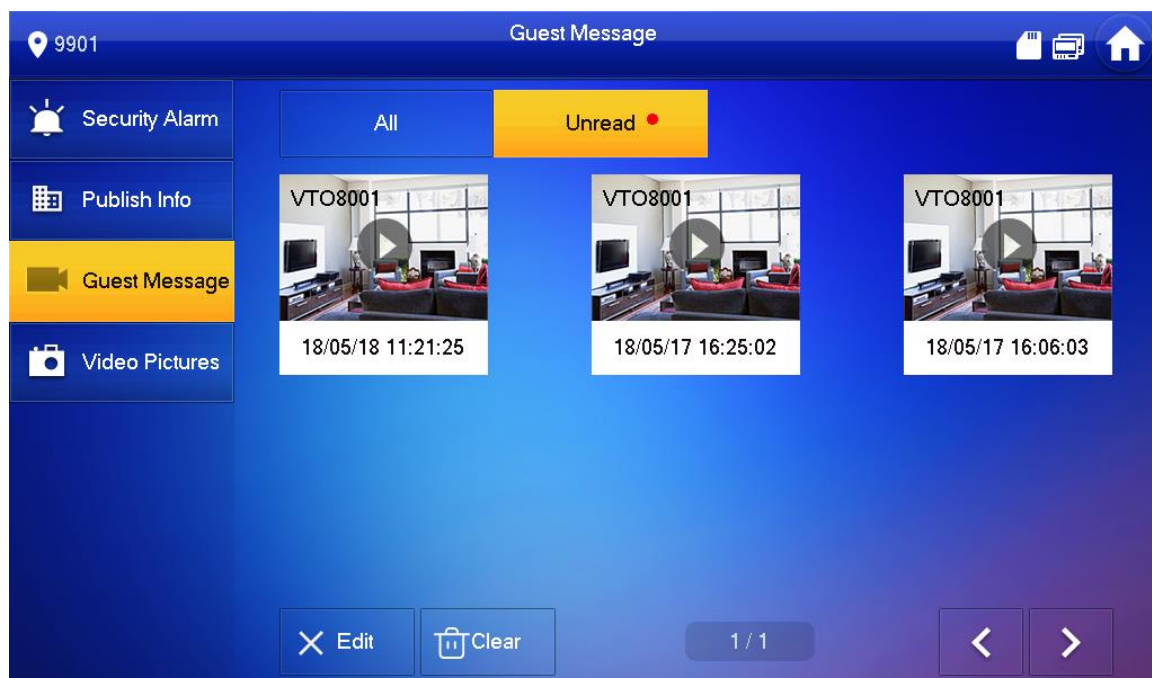 9901
Guest Message
Security Alarm
Publish Info
Guest Message
Video Pictures
All
Unread
VTO8001
VTO8001
VTO8001
18/05/18 11:21:25
18/05/17 16:25:02
18/05/17 16:06:03
Edit
Clear
1/1